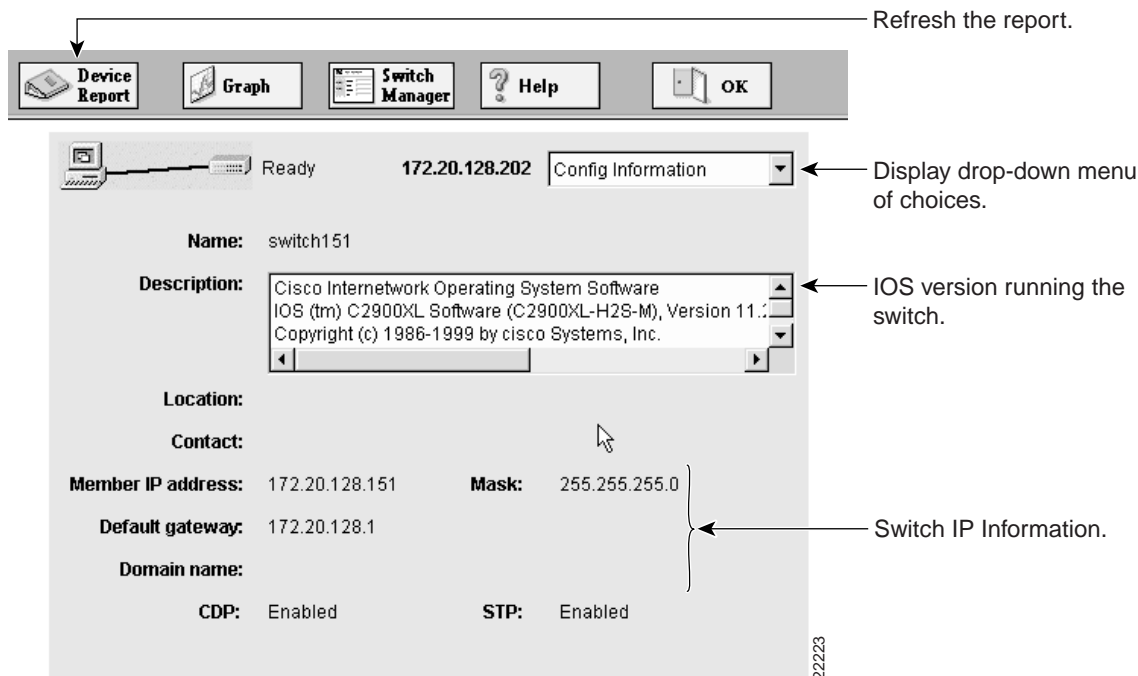 Refresh the report.
Device Report
Graph
Switch Manager
Help
OK
Ready 172.20.128.202 Config Information
Display drop-down menu of choices.
Name: switch151
Description: Cisco Internetwork Operating System Software
IOS (tm) C2900XL Software (C2900XL-H2S-M), Version 11.
Copyright (c) 1986-1999 by cisco Systems, Inc.
IOS version running the switch.
Location:
Contact:
Member IP address: 172.20.128.151 Mask: 255.255.255.0
Default gateway: 172.20.128.1
Switch IP Information.
Domain name:
CDP: Enabled STP: Enabled
22223